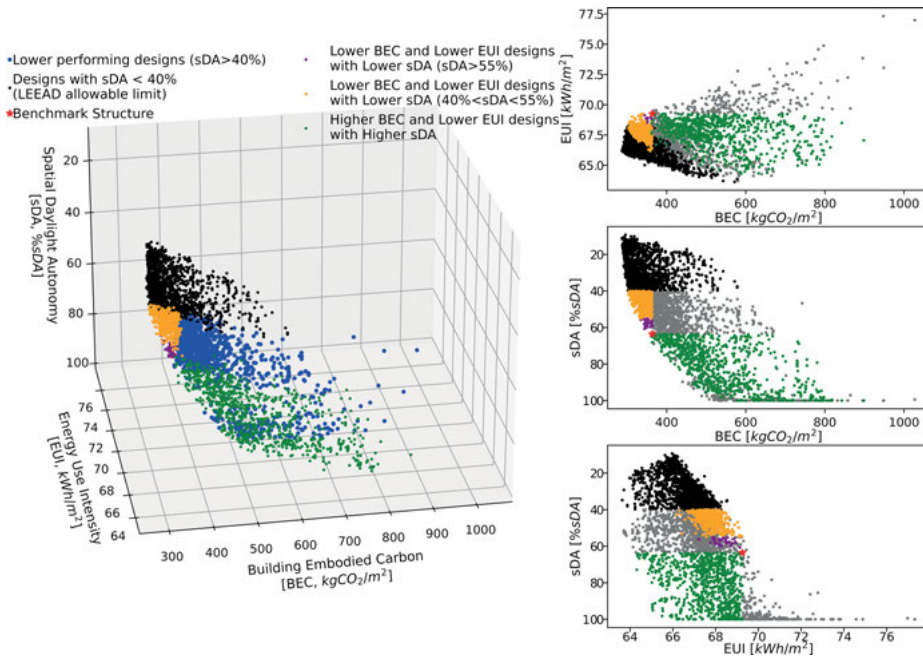 Lower performing designs (sDA>40%)
Designs with sDA < 40%
(LEEAD allowable limit)
Benchmark Structure
Lower BEC and Lower EUI designs
with Lower sDA (sDA>55%)
Lower BEC and Lower EUI designs
with Lower sDA (40%<sDA<55%)
Higher BEC and Lower EUI designs
with Higher sDA
Spatial Daylight Autonomy
[sDA, %sDA]
20
40
60
80
100
Energy Use Intensity
[EUI, kWh/m²]
76
74
72
70
68
66
64
300
400
500
600
700
800
900
1000
Building Embodied Carbon
[BEC, kgCO₂/m²]
EUI [kWh/m²]
77.5
75.0
72.5
70.0
67.5
65.0
400
600
800
1000
BEC [kgCO₂/m²]
sDA [%sDA]
20
40
60
80
100
400
600
800
1000
BEC [kgCO₂/m²]
sDA [%sDA]
20
40
60
80
100
64
66
68
70
72
74
76
EUI [kWh/m²]